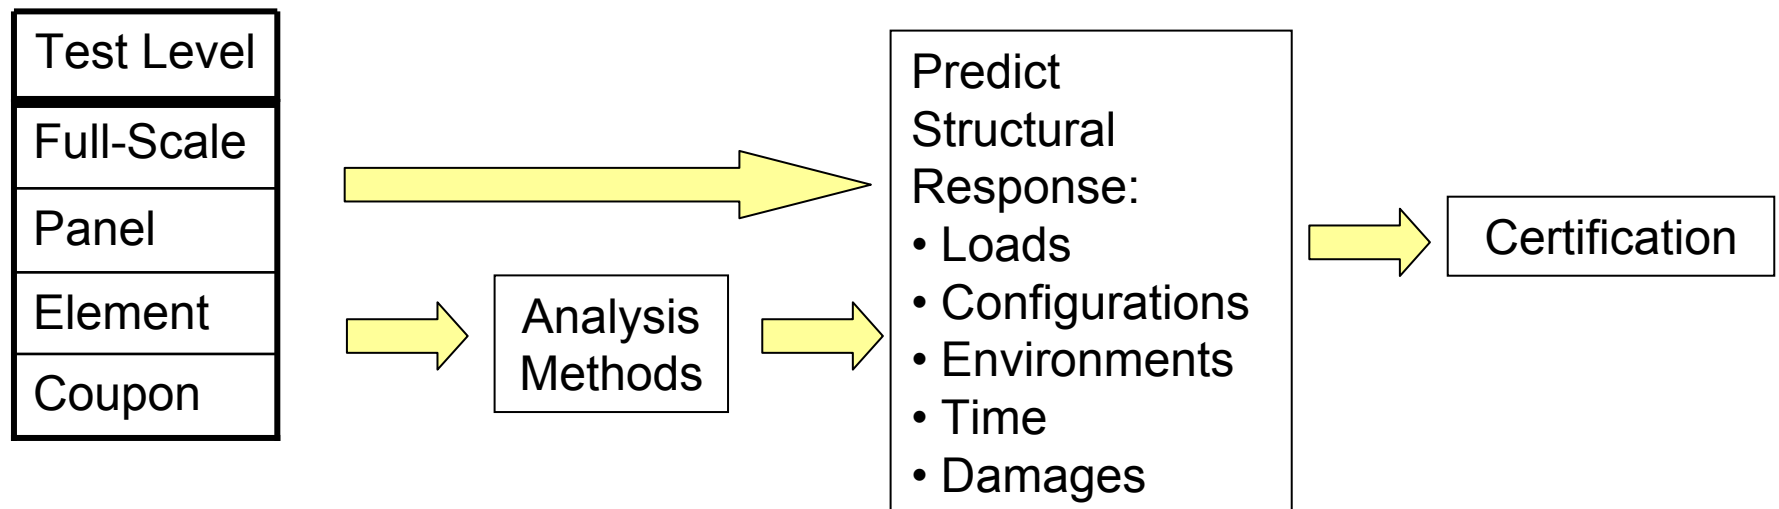 Test Level
Full-Scale
Panel
Element
Coupon
Analysis
Methods
Predict
Structural
Response:
• Loads
• Configurations
• Environments
• Time
• Damages
Certification